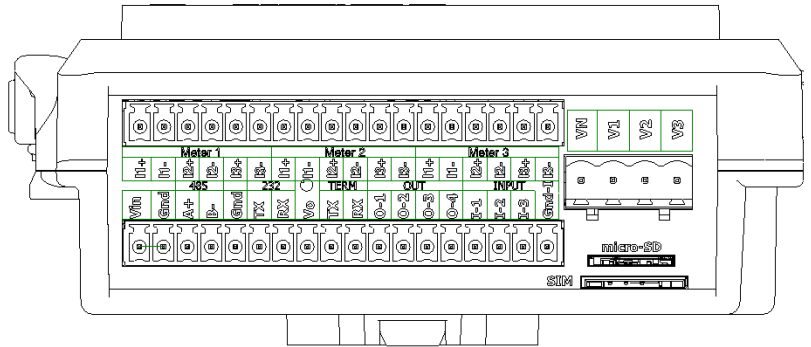 VN V1 V2 V3
Meter 1 Meter 2 Meter 3
I1+ I1- I2+ I2- I3+ I3- I1+ I1- I2+ I2- I3+ I3- I1+ I1- I2+ I2- I3+ I3-
485 232 TERM OUT INPUT
Vin Gnd A+ B- Gnd TX RX Vo TX RX O-1 O-2 O-3 O-4 I-1 I-2 I-3 Gnd-I
micro-SD
SIM